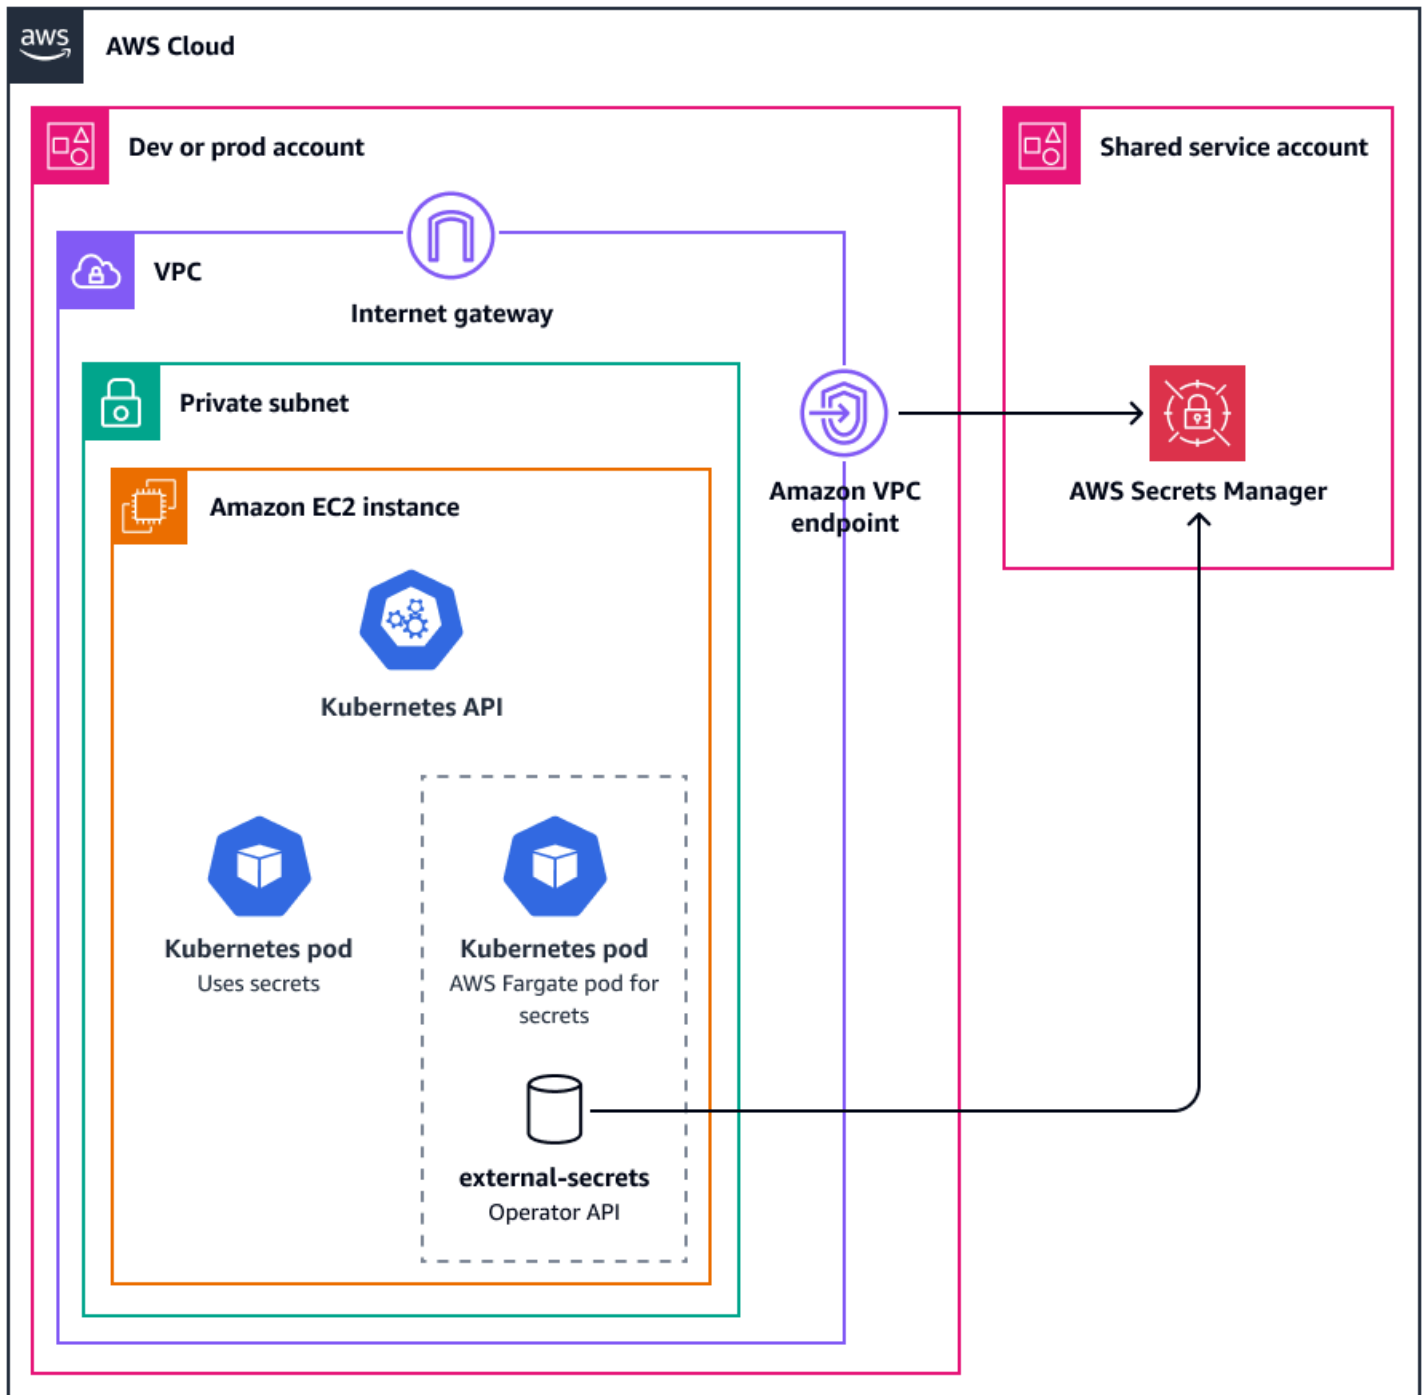 aws
AWS Cloud
Dev or prod account
Shared service account
VPC
Internet gateway
Private subnet
Amazon VPC
endpoint
AWS Secrets Manager
Amazon EC2 instance
Kubernetes API
Kubernetes pod
Uses secrets
Kubernetes pod
AWS Fargate pod for
secrets
external-secrets
Operator API